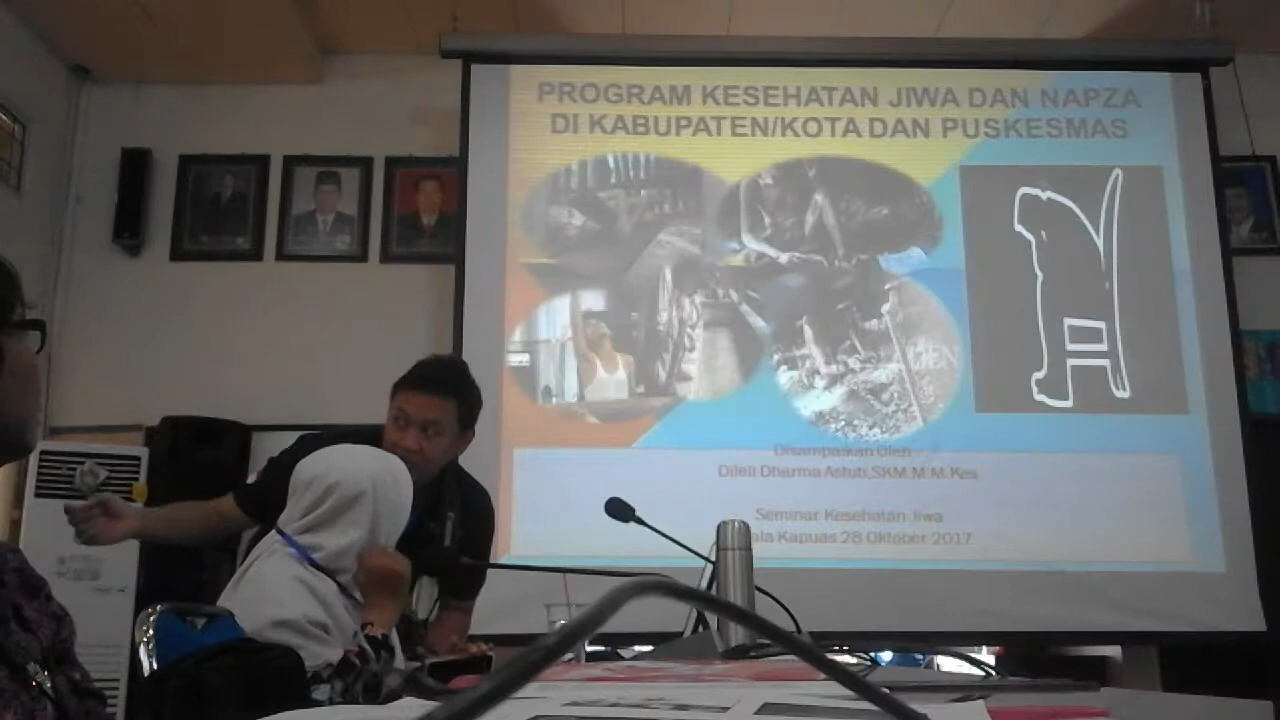 PROGRAM KESEHATAN JIWA DAN NAPZA
DI KABUPATEN/KOTA DAN PUSKESMAS
Disampaikan Oleh
Dileli Dharma Astuti,SKM.M.M.Kes
Seminar Kesehatan Jiwa
ala Kapuas 28 Oktober 2017